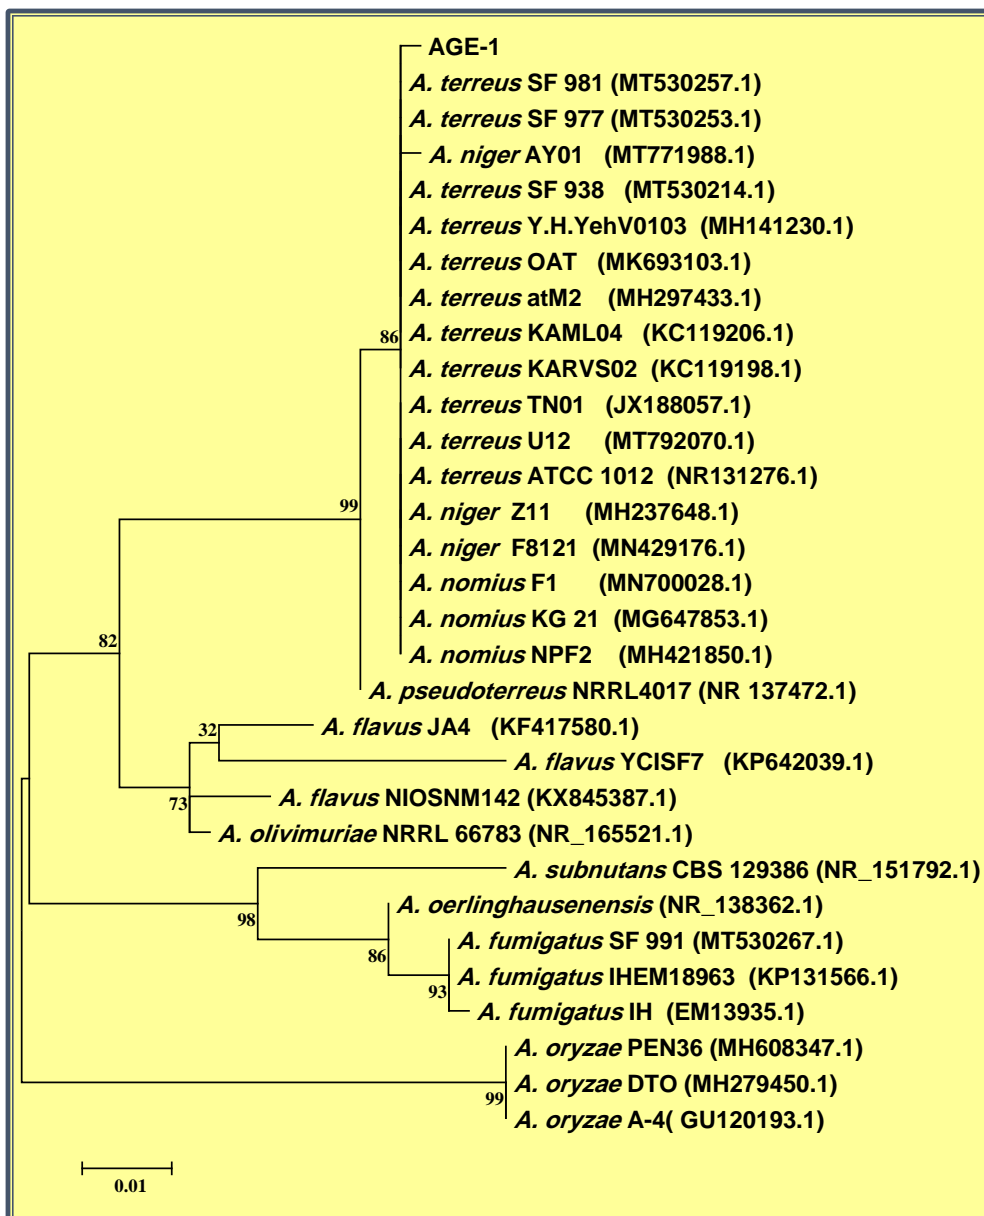 AGE-1
A. terreus SF 981 (MT530257.1)
A. terreus SF 977 (MT530253.1)
A. niger AY01 (MT771988.1)
A. terreus SF 938 (MT530214.1)
A. terreus Y.H.YehV0103 (MH141230.1)
A. terreus OAT (MK693103.1)
A. terreus atM2 (MH297433.1)
86
A. terreus KAML04 (KC119206.1)
A. terreus KARVS02 (KC119198.1)
A. terreus TN01 (JX188057.1)
A. terreus U12 (MT792070.1)
A. terreus ATCC 1012 (NR131276.1)
99
A. niger Z11 (MH237648.1)
A. niger F8121 (MN429176.1)
A. nomius F1 (MN700028.1)
A. nomius KG 21 (MG647853.1)
82
A. nomius NPF2 (MH421850.1)
A. pseudoterreus NRRL4017 (NR 137472.1)
32
A. flavus JA4 (KF417580.1)
A. flavus YCISF7 (KP642039.1)
73
A. flavus NIOSNM142 (KX845387.1)
A. olivimuriae NRRL 66783 (NR_165521.1)
A. subnutans CBS 129386 (NR_151792.1)
98
A. oerlinghausenensis (NR_138362.1)
86
A. fumigatus SF 991 (MT530267.1)
A. fumigatus IHEM18963 (KP131566.1)
93
A. fumigatus IH (EM13935.1)
A. oryzae PEN36 (MH608347.1)
A. oryzae DTO (MH279450.1)
99
A. oryzae A-4( GU120193.1)
0.01